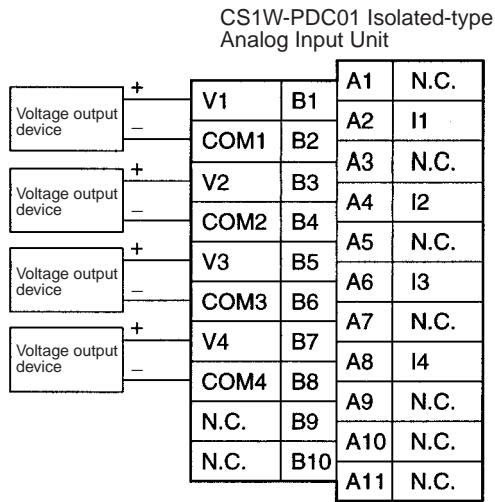 CS1W-PDC01 Isolated-type
Analog Input Unit
A1 N.C.
+ V1 B1
Voltage output
device
A2 I1
– COM1 B2
A3 N.C.
+ V2 B3
Voltage output
device
A4 I2
– COM2 B4
A5 N.C.
+ V3 B5
Voltage output
device
A6 I3
– COM3 B6
A7 N.C.
+ V4 B7
Voltage output
device
A8 I4
– COM4 B8
A9 N.C.
N.C. B9
A10 N.C.
N.C. B10
A11 N.C.